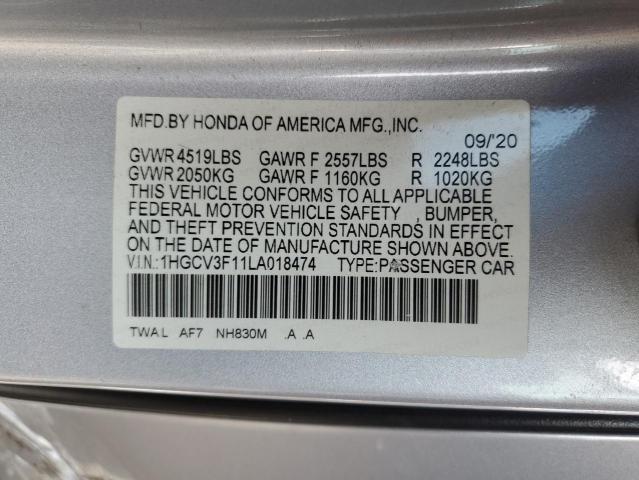 MFD.BY HONDA OF AMERICA MFG.,INC.
09/'20
GVWR 4519LBS GAWR F 2557LBS R 2248LBS
GVWR 2050KG GAWR F 1160KG R 1020KG
THIS VEHICLE CONFORMS TO ALL APPLICABLE
FEDERAL MOTOR VEHICLE SAFETY , BUMPER,
AND THEFT PREVENTION STANDARDS IN EFFECT
ON THE DATE OF MANUFACTURE SHOWN ABOVE.
V.I.N.:1HGCV3F11LA018474 TYPE:PASSENGER CAR
TWAL AF7 NH830M .A .A